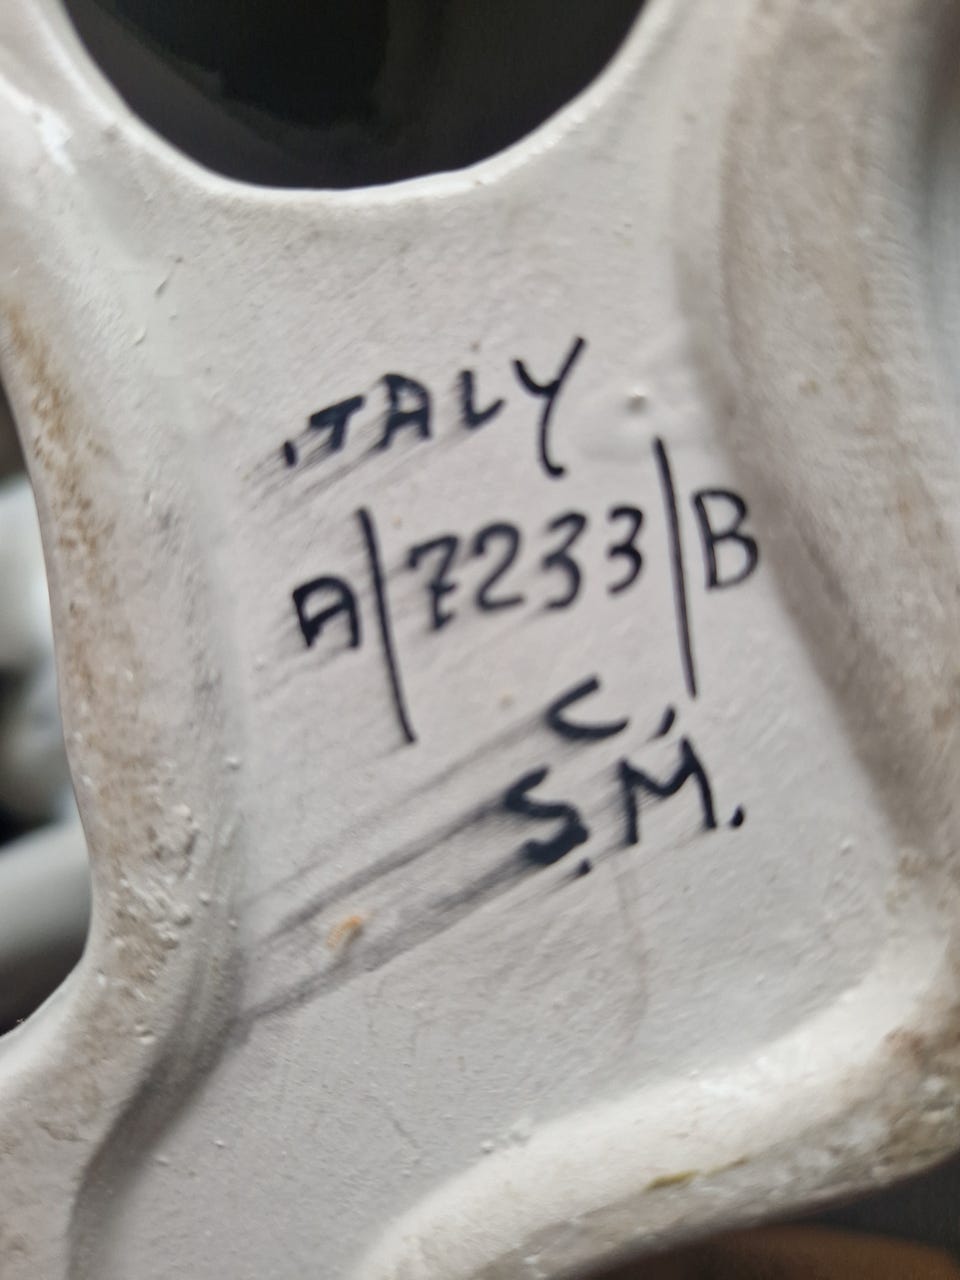 ITALY
A/7233/B
C,
S.M.